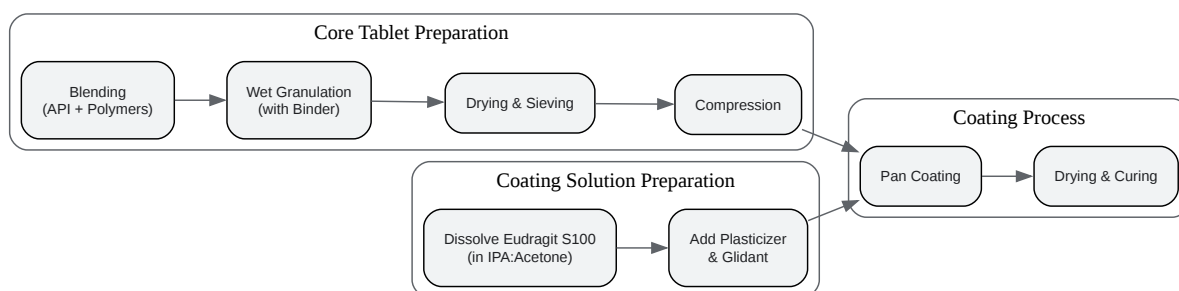 Core Tablet Preparation
Blending
(API + Polymers)
Wet Granulation
(with Binder)
Drying & Sieving
Compression
Coating Process
Pan Coating
Drying & Curing
Coating Solution Preparation
Dissolve Eudragit S100
(in IPA:Acetone)
Add Plasticizer
& Glidant